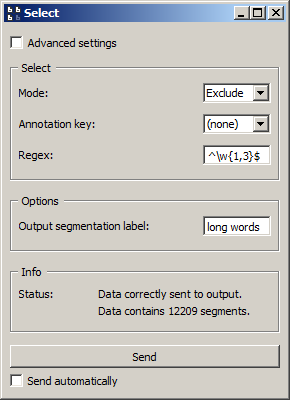 Select
Advanced settings
Select
Mode: Exclude
Annotation key: (none)
Regex: ^\w{1,3}$
Options
Output segmentation label: long words
Info
Status: Data correctly sent to output.
Data contains 12209 segments.
Send
Send automatically